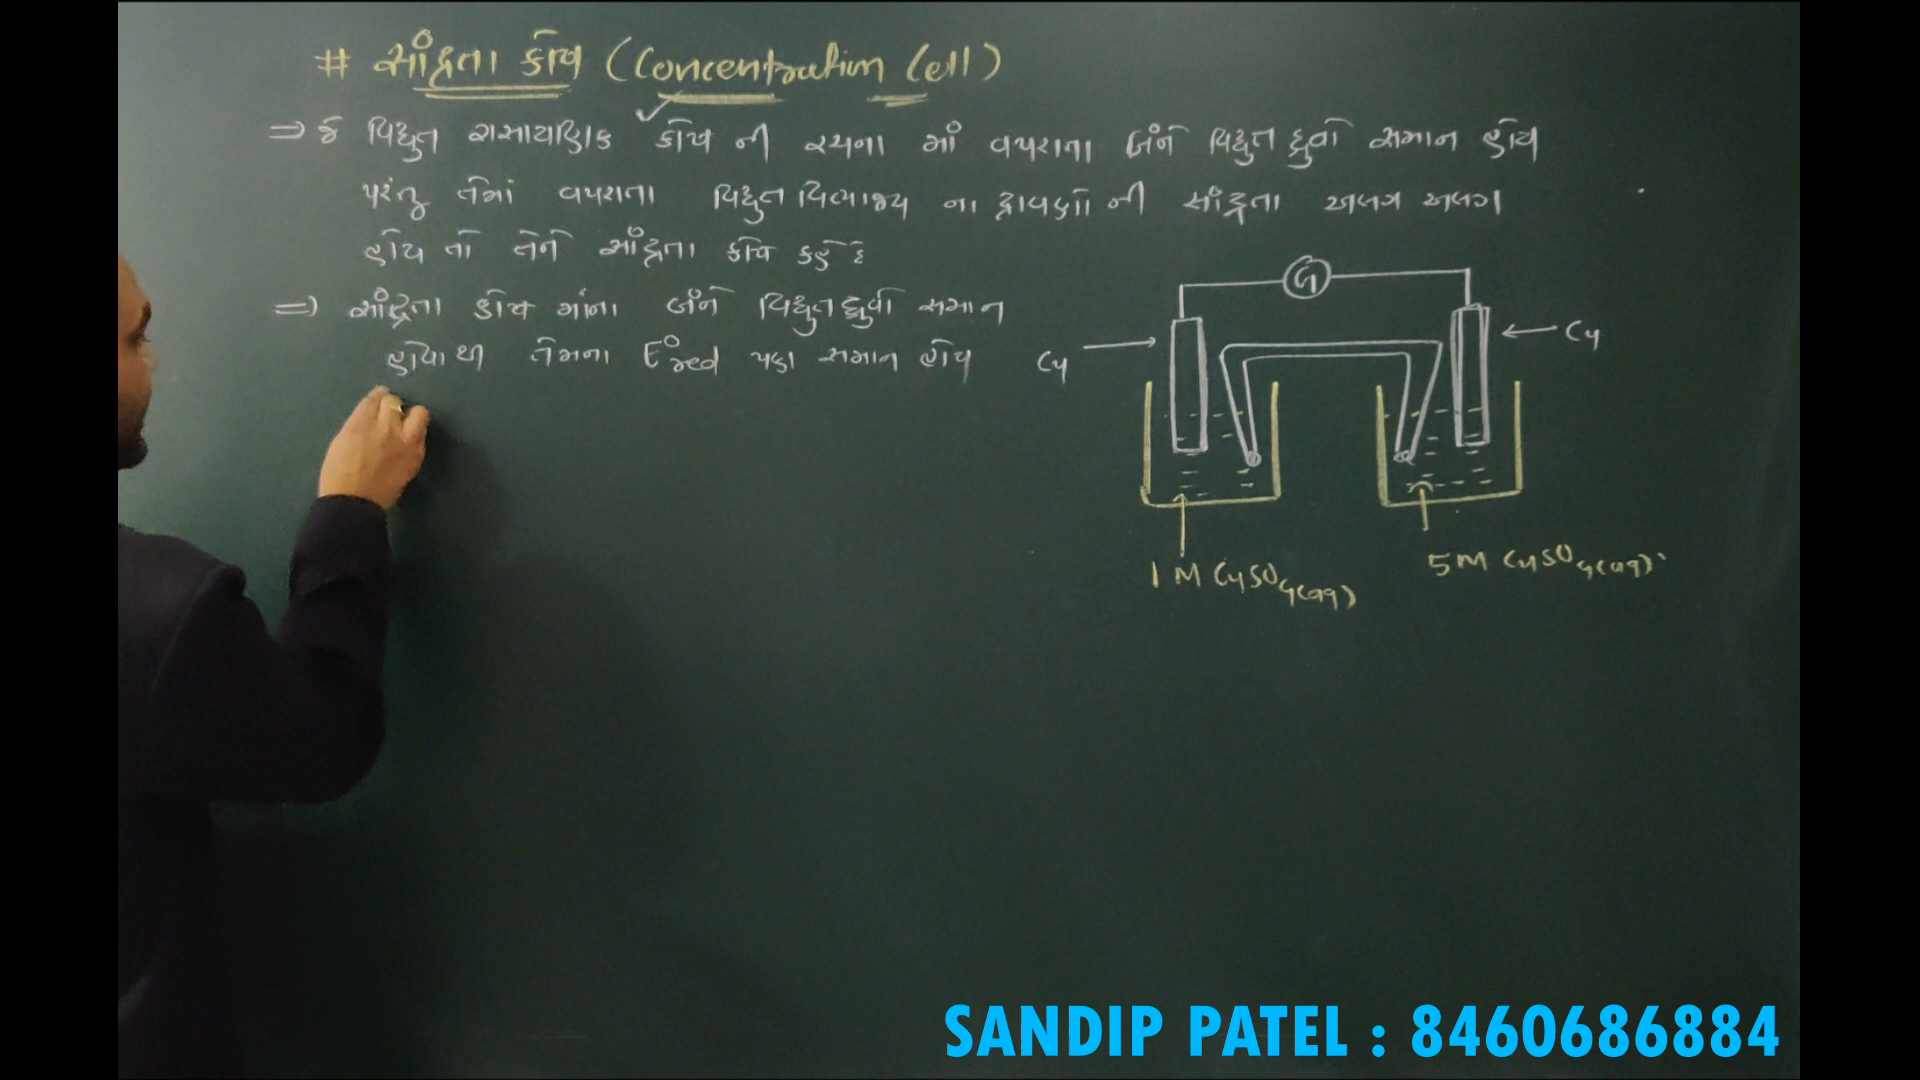 # સાંદ્રતા કોષ (Concentration Cell)
⇒ જે વિદ્યુત રાસાયણિક કોષ ની રચના માં વપરાતા બંને વિદ્યુત ધ્રુવો સમાન હોય
પરંતુ તેમાં વપરાતા વિદ્યુત વિભાજ્ય ના દ્રાવણો ની સાંદ્રતા અલગ અલગ
હોય તો તેને સાંદ્રતા કોષ કહે છે
⇒ સાંદ્રતા કોષ માંના બંને વિદ્યુત ધ્રુવો સમાન
હોવાથી તેમના E°red પણ સમાન હોય
G
Cu
Cu
1 M CuSO4(aq)
5 M CuSO4(aq)
SANDIP PATEL : 8460686884